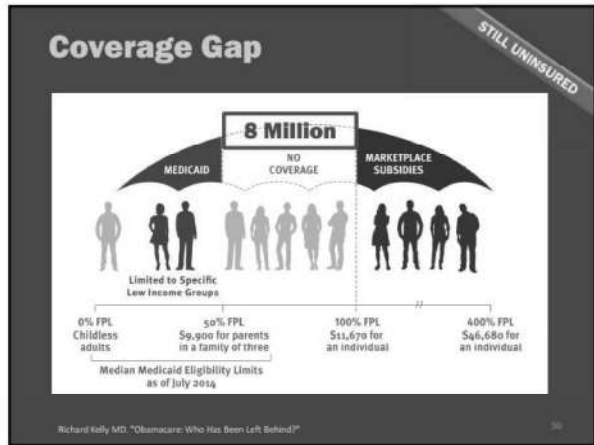 Coverage Gap
STILL UNINSURED
8 Million
MEDICAID
NO
COVERAGE
MARKETPLACE
SUBSIDIES
Limited to Specific
Low Income Groups
0% FPL
Childless
adults
50% FPL
$9,900 for parents
in a family of three
100% FPL
$11,670 for
an individual
400% FPL
$46,680 for
an individual
Median Medicaid Eligibility Limits
as of July 2014
Richard Kelly MD. "Obamacare: Who Has Been Left Behind?"
50